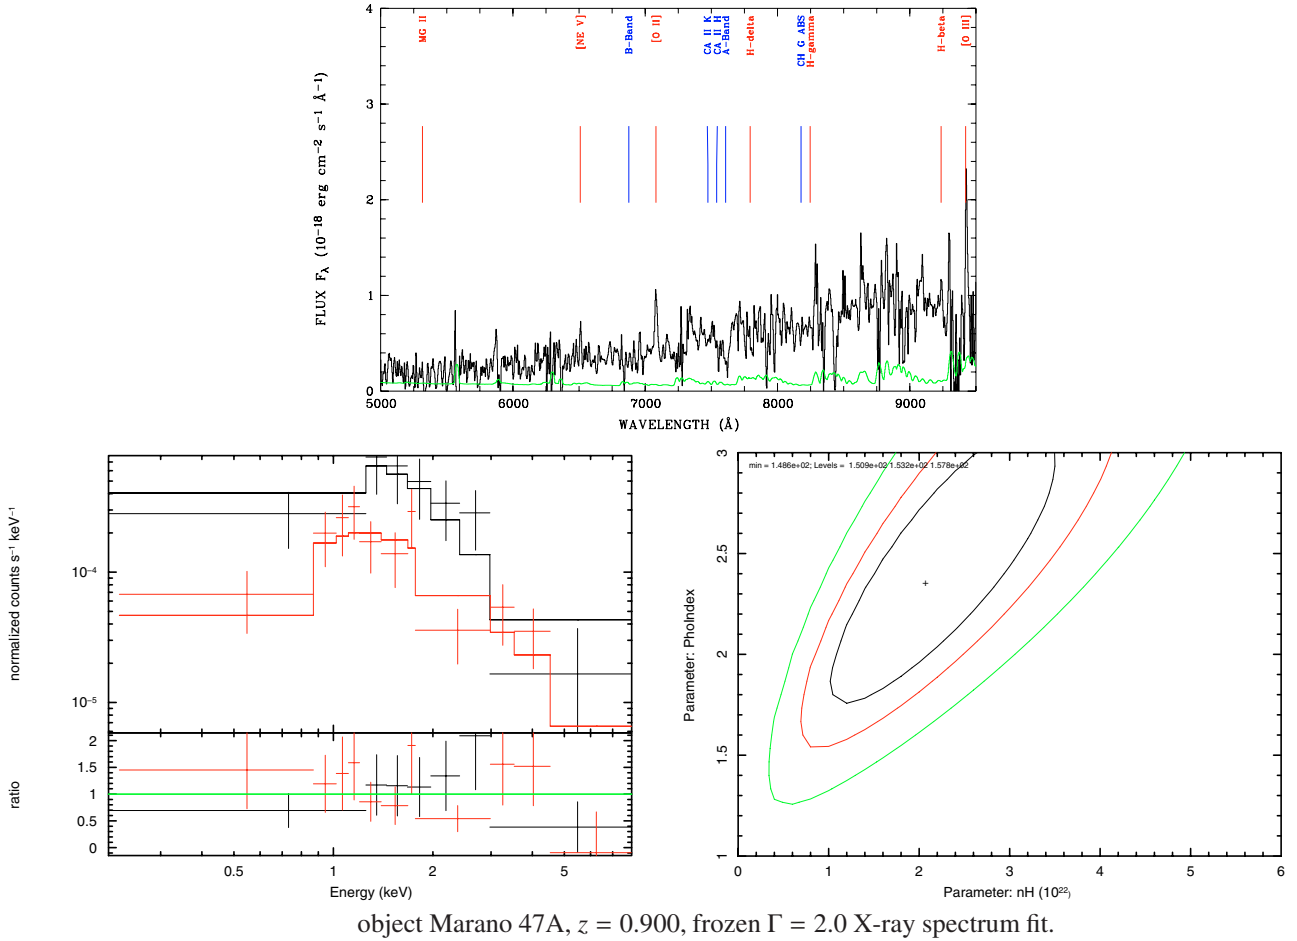 MG II
[NE V]
B-Band
[O II]
CA II K
CA II H
A-Band
H-delta
CH G ABS
H-gamma
H-beta
[O III]
4
3
2
1
0
FLUX Fλ (10⁻¹⁸ erg cm⁻² s⁻¹ Å⁻¹)
5000 6000 7000 8000 9000
WAVELENGTH (Å)
normalized counts s⁻¹ keV⁻¹
10⁻⁴
10⁻⁵
ratio
2
1.5
1
0.5
0
0.5 1 2 5
Energy (keV)
min = 1.486e+02; Levels = 1.509e+02 1.532e+02 1.578e+02
Parameter: PhoIndex
3
2.5
2
1.5
1
0 1 2 3 4 5 6
Parameter: nH (10²²)
object Marano 47A, z = 0.900, frozen Γ = 2.0 X-ray spectrum fit.